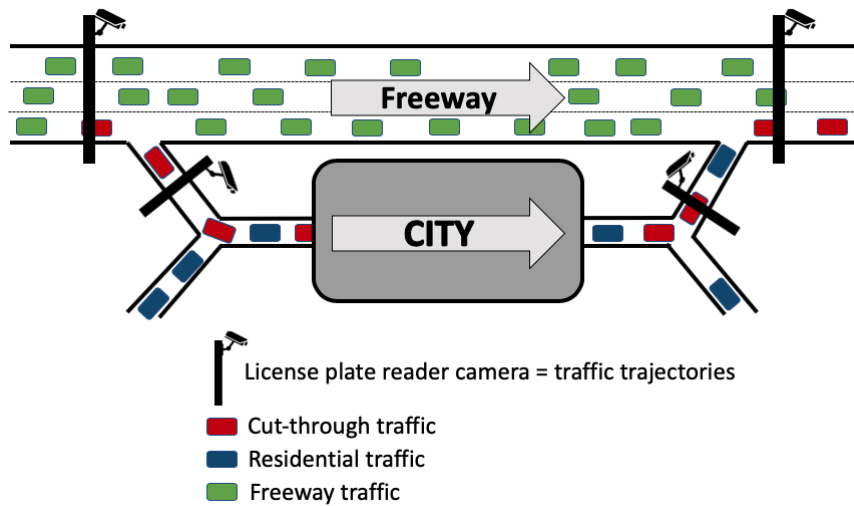 Freeway
CITY
License plate reader camera = traffic trajectories
Cut-through traffic
Residential traffic
Freeway traffic